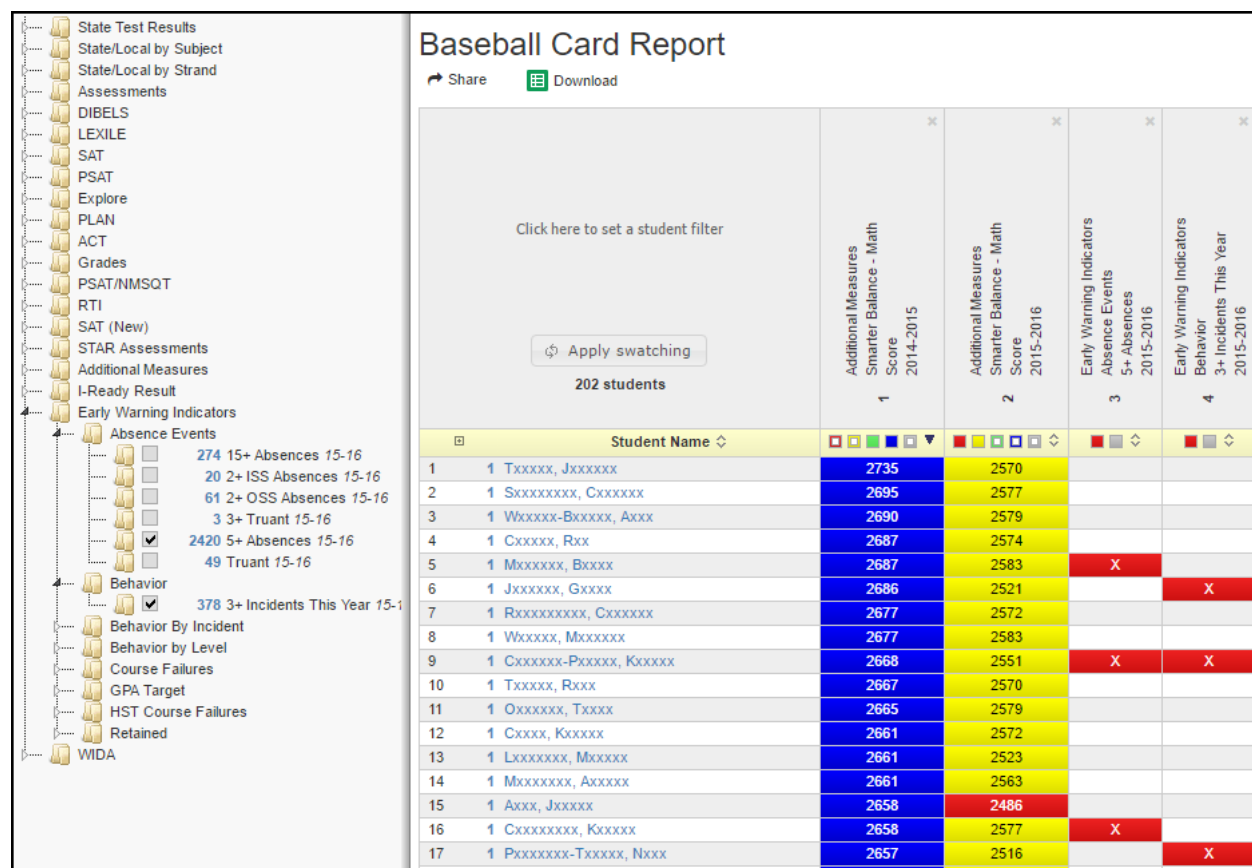 State Test Results
State/Local by Subject
State/Local by Strand
Assessments
DIBELS
LEXILE
SAT
PSAT
Explore
PLAN
ACT
Grades
PSAT/NMSQT
RTI
SAT (New)
STAR Assessments
Additional Measures
I-Ready Result
Early Warning Indicators
Absence Events
274 15+ Absences 15-16
20 2+ ISS Absences 15-16
61 2+ OSS Absences 15-16
3 3+ Truant 15-16
2420 5+ Absences 15-16
49 Truant 15-16
Behavior
378 3+ Incidents This Year 15-1
Behavior By Incident
Behavior by Level
Course Failures
GPA Target
HST Course Failures
Retained
WIDA
Baseball Card Report
Share Download
Click here to set a student filter
Apply swatching
202 students
Additional Measures
Smarter Balance - Math
Score
2014-2015
1
Additional Measures
Smarter Balance - Math
Score
2015-2016
2
Early Warning Indicators
Absence Events
5+ Absences
2015-2016
3
Early Warning Indicators
Behavior
3+ Incidents This Year
2015-2016
4
Student Name
1 1 Txxxxx, Jxxxxxx 2735 2570
2 1 Sxxxxxxxx, Cxxxxxx 2695 2577
3 1 Wxxxxx-Bxxxxx, Axxx 2690 2579
4 1 Cxxxxx, Rxx 2687 2574
5 1 Mxxxxxx, Bxxxx 2687 2583 X
6 1 Jxxxxxx, Gxxxx 2686 2521 X
7 1 Rxxxxxxxxx, Cxxxxxx 2677 2572
8 1 Wxxxxx, Mxxxxxx 2677 2583
9 1 Cxxxxxx-Pxxxxx, Kxxxxx 2668 2551 X X
10 1 Txxxxx, Rxxx 2667 2570
11 1 Oxxxxxx, Txxxx 2665 2579
12 1 Cxxxx, Kxxxxx 2661 2572
13 1 Lxxxxxxx, Mxxxxx 2661 2523
14 1 Mxxxxxxx, Axxxxx 2661 2563
15 1 Axxx, Jxxxxx 2658 2486
16 1 Cxxxxxxxx, Kxxxxx 2658 2577 X
17 1 Pxxxxxxx-Txxxxx, Nxxx 2657 2516 X